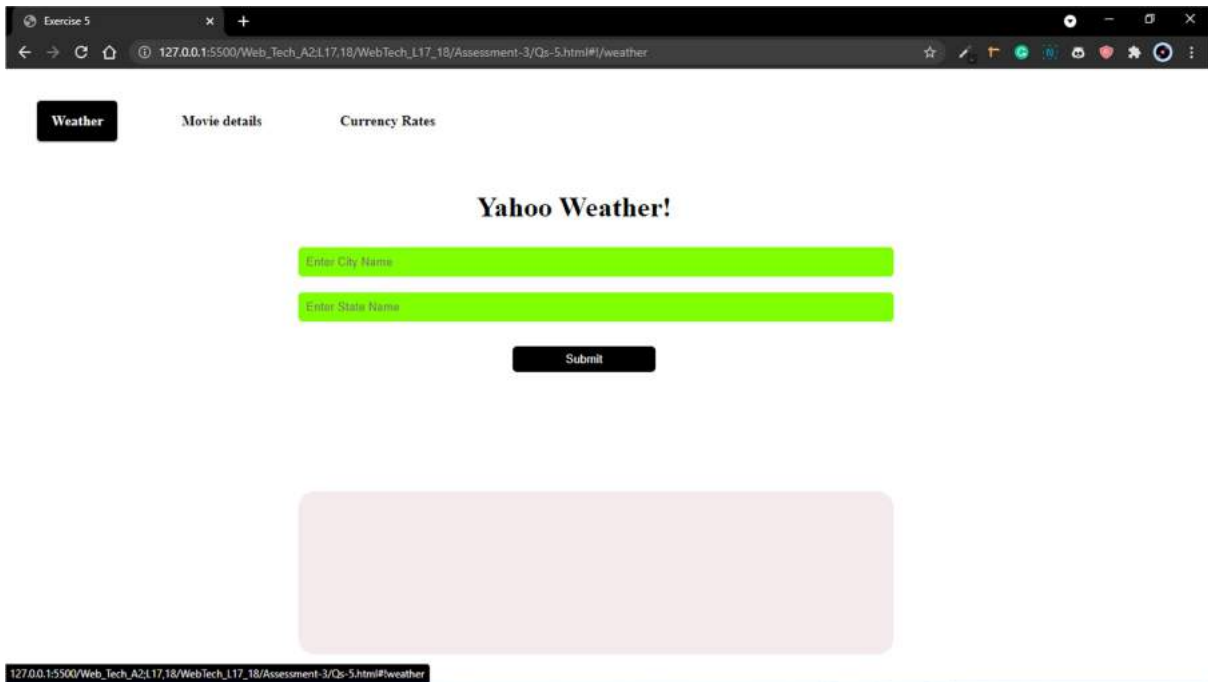 Exercise 5
127.0.0.1:5500/Web_Tech_A2;L17,18/WebTech_L17_18/Assessment-3/Qs-5.html#!/weather
Weather Movie details Currency Rates
Yahoo Weather!
Enter City Name
Enter State Name
Submit
127.0.0.1:5500/Web_Tech_A2;L17,18/WebTech_L17_18/Assessment-3/Qs-5.html#!weather